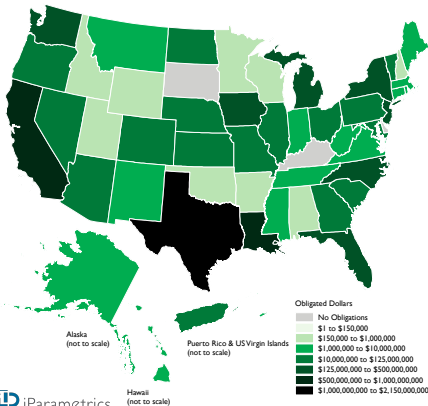 Obligated Dollars
No Obligations
$1 to $150,000
$150,000 to $1,000,000
$1,000,000 to $10,000,000
$10,000,000 to $125,000,000
$125,000,000 to $500,000,000
$500,000,000 to $1,000,000,000
$1,000,000,000 to $2,150,000,000
Alaska
(not to scale)
Puerto Rico & US Virgin Islands
(not to scale)
Hawaii
(not to scale)
iParametrics